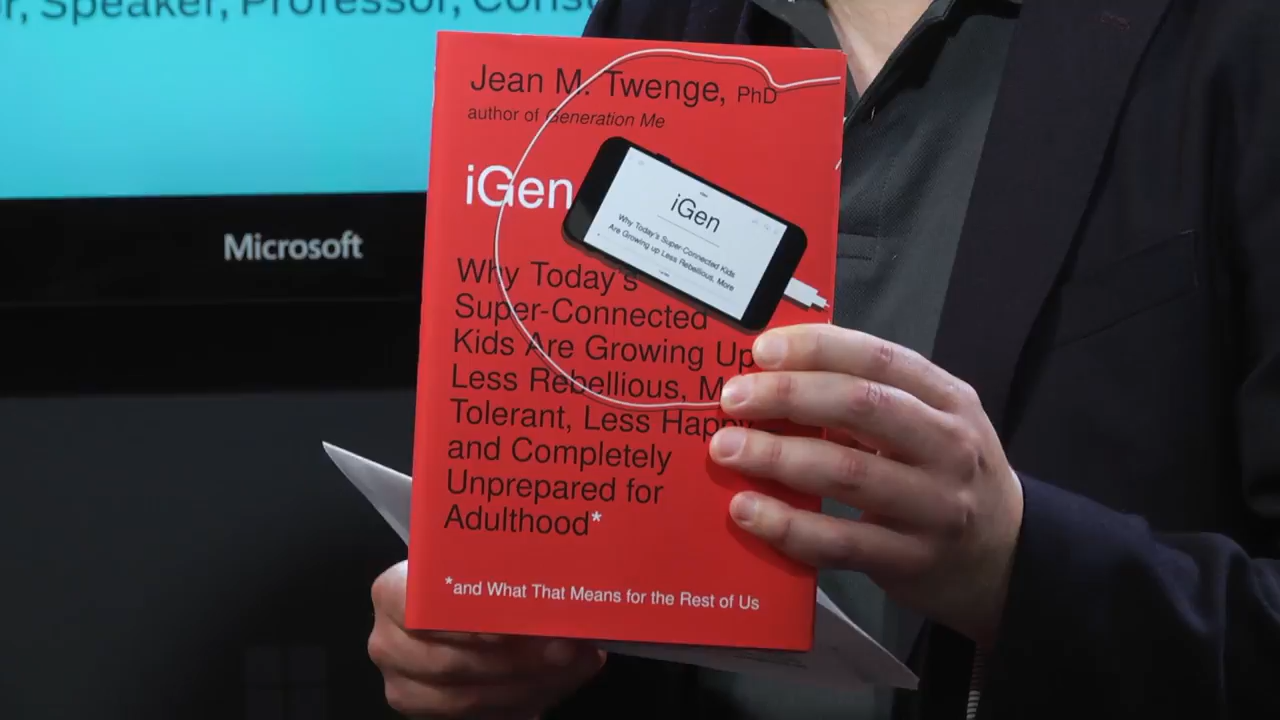 Speaker, Professor,
Microsoft
Jean M. Twenge, PhD
author of Generation Me
iGen
iGen
Why Today's Super-Connected Kids
Are Growing up Less Rebellious, More
Why Today's
Super-Connected
Kids Are Growing Up
Less Rebellious,
Tolerant, Less Happy
and Completely
Unprepared for
Adulthood*
*and What That Means for the Rest of Us